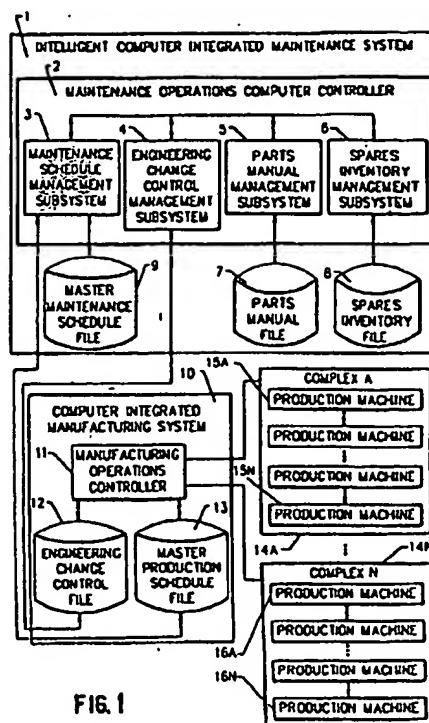 1
INTELLIGENT COMPUTER INTEGRATED MAINTENANCE SYSTEM
2
MAINTENANCE OPERATIONS COMPUTER CONTROLLER
3
4
5
6
MAINTENANCE
SCHEDULE
MANAGEMENT
SUBSYSTEM
ENGINEERING
CHANGE
CONTROL
MANAGEMENT
SUBSYSTEM
PARTS
MANUAL
MANAGEMENT
SUBSYSTEM
SPARES
INVENTORY
MANAGEMENT
SUBSYSTEM
9
MASTER
MAINTENANCE
SCHEDULE
FILE
7
PARTS
MANUAL
FILE
8
SPARES
INVENTORY
FILE
10
COMPUTER INTEGRATED
MANUFACTURING SYSTEM
11
MANUFACTURING
OPERATIONS
CONTROLLER
12
13
ENGINEERING
CHANGE
CONTROL
FILE
MASTER
PRODUCTION
SCHEDULE
FILE
15A
COMPLEX A
PRODUCTION MACHINE
PRODUCTION MACHINE
PRODUCTION MACHINE
15N
PRODUCTION MACHINE
14A
14N
COMPLEX N
PRODUCTION MACHINE
16A
PRODUCTION MACHINE
PRODUCTION MACHINE
16N
PRODUCTION MACHINE
FIG. 1